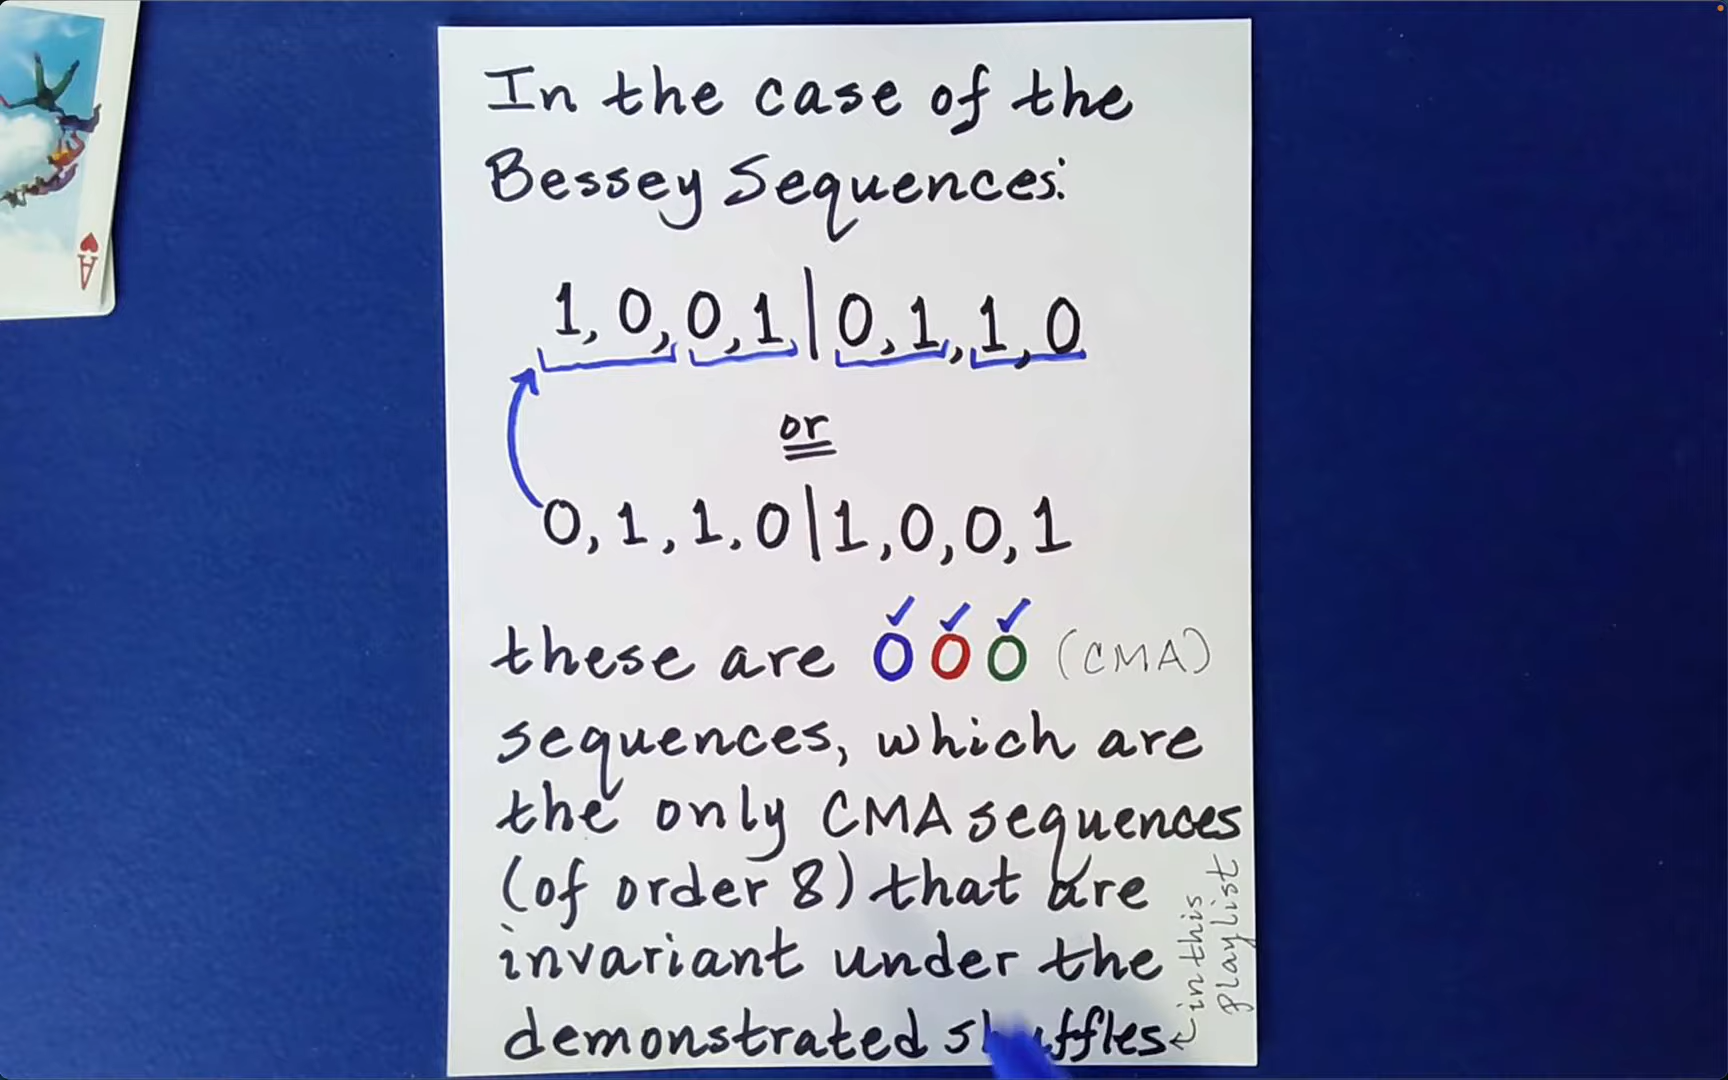 In the case of the
Bessey Sequences:
1, 0, 0, 1 | 0, 1, 1, 0
or
0, 1, 1, 0 | 1, 0, 0, 1
these are O O O (CMA)
sequences, which are
the only CMA sequences
(of order 8) that are
invariant under the
demonstrated shuffles
in this
playlist
A